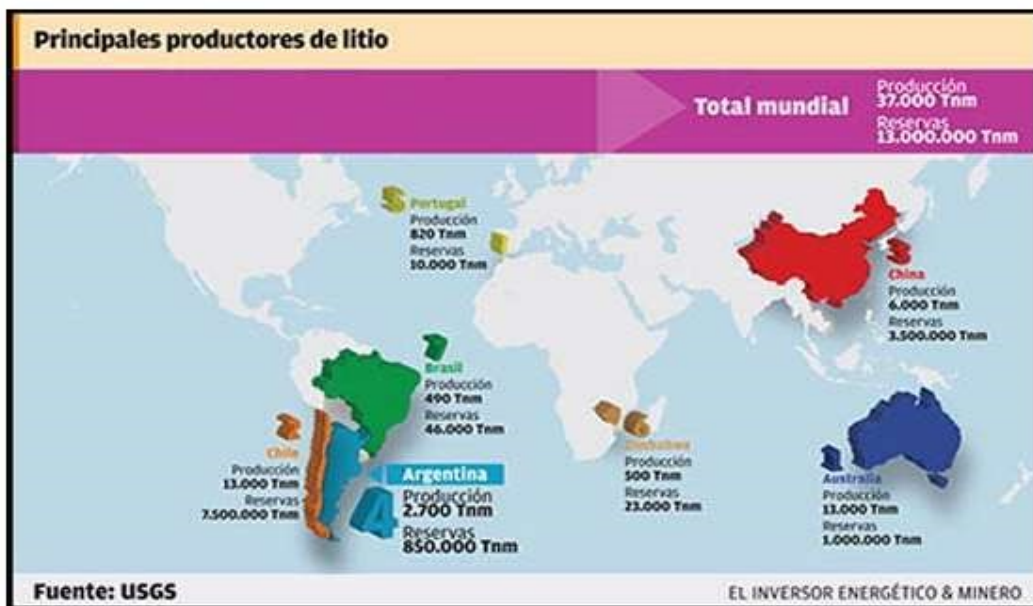 Principales productores de litio
Total mundial
Producción
37.000 Tnm
Reservas
13.000.000 Tnm
5
Portugal
Producción
820 Tnm
Reservas
10.000 Tnm
3
China
Producción
6.000 Tnm
Reservas
3.500.000 Tnm
7
Brasil
Producción
490 Tnm
Reservas
46.000 Tnm
2
Chile
Producción
13.000 Tnm
Reservas
7.500.000 Tnm
4
Argentina
Producción
2.700 Tnm
Reservas
850.000 Tnm
6
Zimbabwe
Producción
500 Tnm
Reservas
23.000 Tnm
1
Australia
Producción
13.000 Tnm
Reservas
1.000.000 Tnm
Fuente: USGS
EL INVERSOR ENERGÉTICO & MINERO